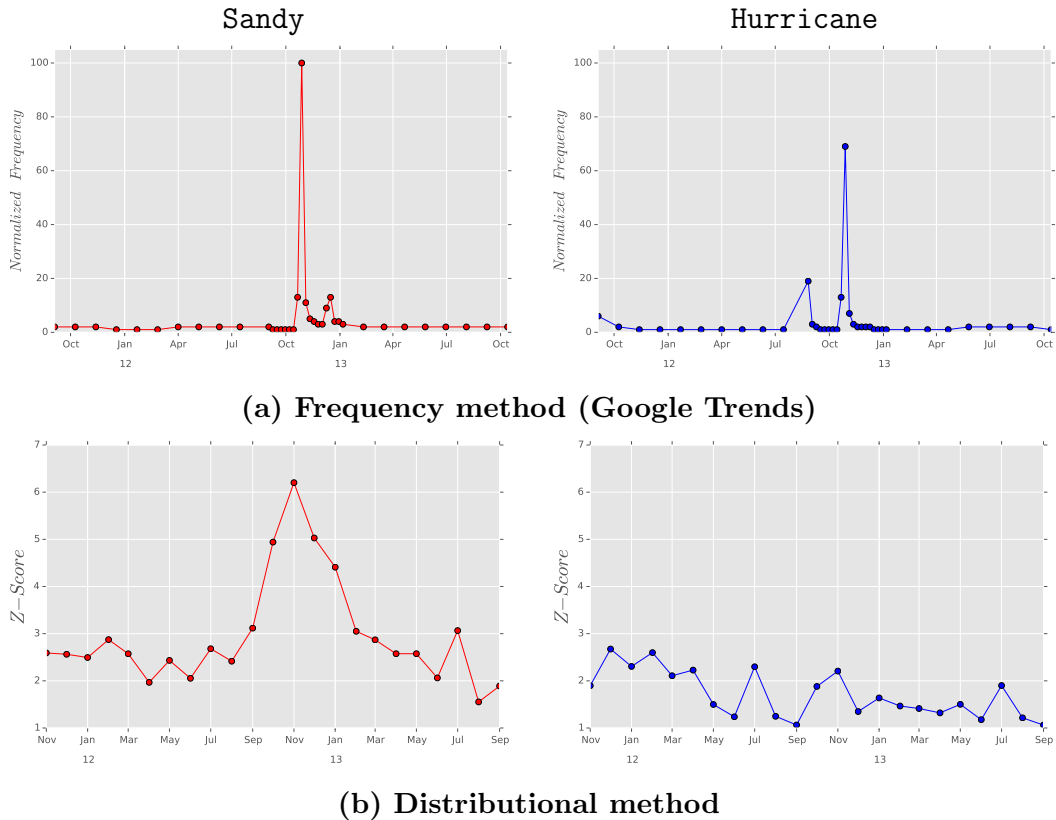 Sandy Hurricane
100 100
80 80
60 60
40 40
20 20
0 0
Normalized Frequency Normalized Frequency
Oct Jan Apr Jul Oct Jan Apr Jul Oct Oct Jan Apr Jul Oct Jan Apr Jul Oct
12 13 12 13
(a) Frequency method (Google Trends)
7 7
6 6
5 5
4 4
3 3
2 2
1 1
Z−Score Z−Score
Nov Jan Mar May Jul Sep Nov Jan Mar May Jul Sep Nov Jan Mar May Jul Sep Nov Jan Mar May Jul Sep
12 13 12 13
(b) Distributional method